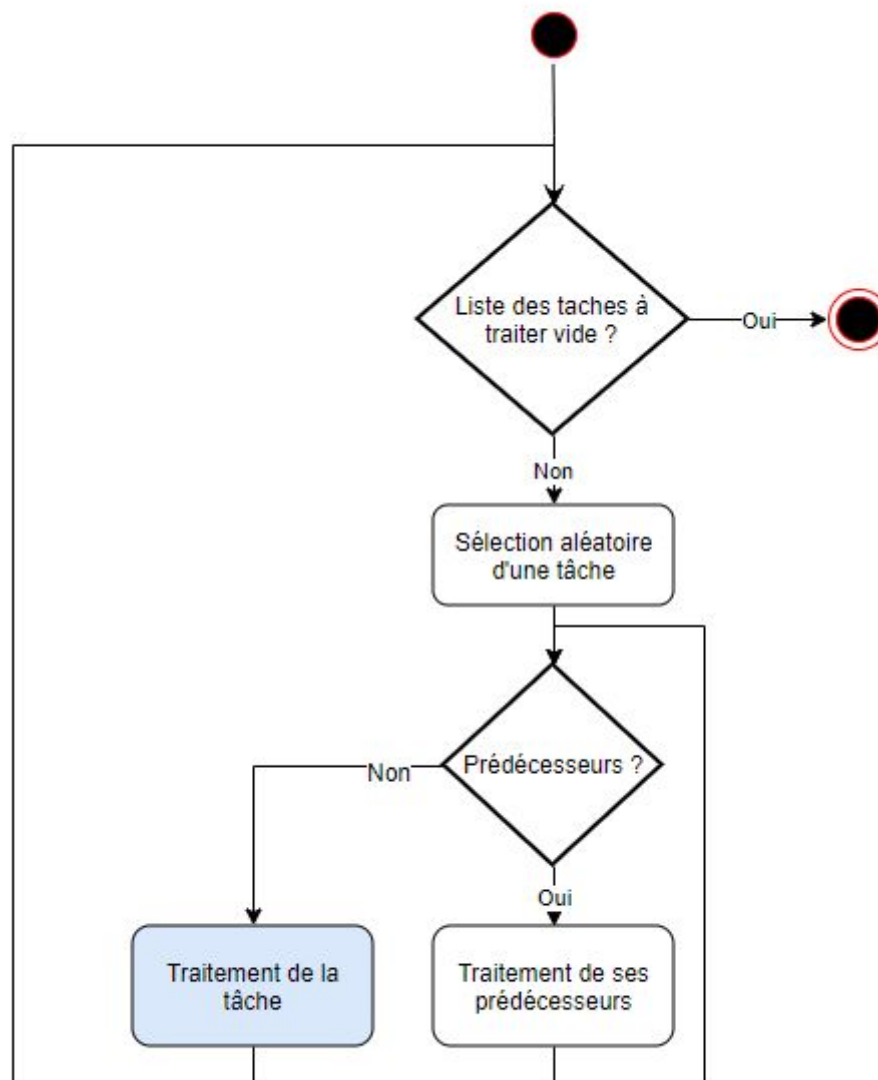 Liste des taches à
traiter vide ?
Oui
Non
Sélection aléatoire
d'une tâche
Prédécesseurs ?
Non
Oui
Traitement de la
tâche
Traitement de ses
prédécesseurs